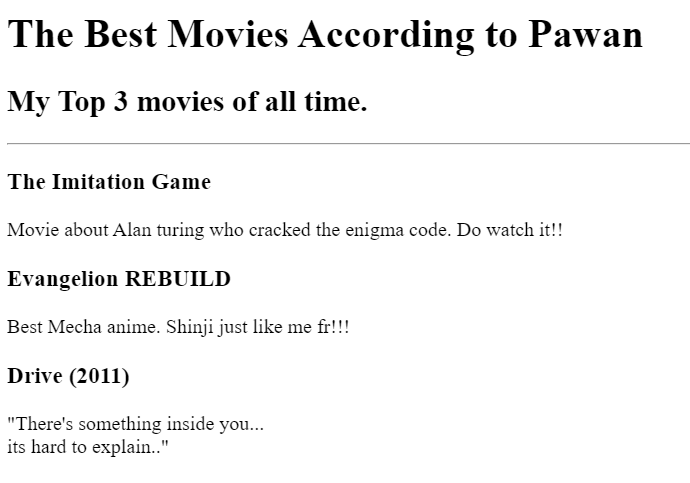 The Best Movies According to Pawan
My Top 3 movies of all time.
The Imitation Game
Movie about Alan turing who cracked the enigma code. Do watch it!!
Evangelion REBUILD
Best Mecha anime. Shinji just like me fr!!!
Drive (2011)
"There's something inside you...
its hard to explain.."